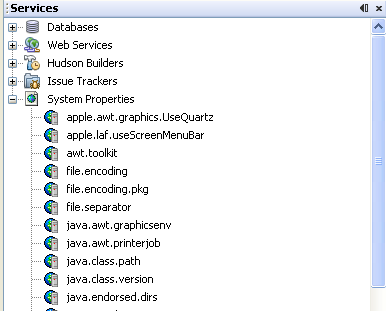 Services
Databases
Web Services
Hudson Builders
Issue Trackers
System Properties
apple.awt.graphics.UseQuartz
apple.laf.useScreenMenuBar
awt.toolkit
file.encoding
file.encoding.pkg
file.separator
java.awt.graphicsenv
java.awt.printerjob
java.class.path
java.class.version
java.endorsed.dirs